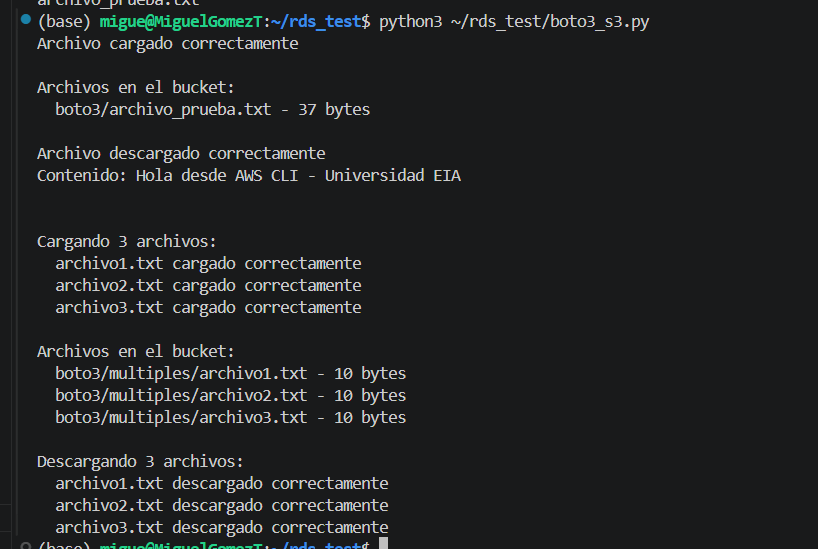 archivo_prueba.txt
(base) migue@MiguelGomezT:~/rds_test$ python3 ~/rds_test/boto3_s3.py
Archivo cargado correctamente
Archivos en el bucket:
boto3/archivo_prueba.txt - 37 bytes
Archivo descargado correctamente
Contenido: Hola desde AWS CLI - Universidad EIA
Cargando 3 archivos:
archivo1.txt cargado correctamente
archivo2.txt cargado correctamente
archivo3.txt cargado correctamente
Archivos en el bucket:
boto3/multiples/archivo1.txt - 10 bytes
boto3/multiples/archivo2.txt - 10 bytes
boto3/multiples/archivo3.txt - 10 bytes
Descargando 3 archivos:
archivo1.txt descargado correctamente
archivo2.txt descargado correctamente
archivo3.txt descargado correctamente
(base) migue@MiguelGomezT:~/rds_test$